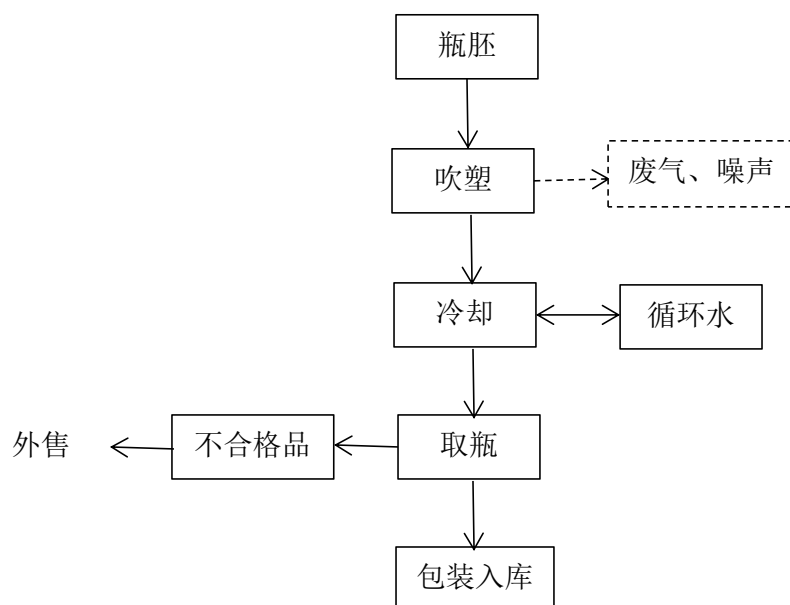 瓶胚
吹塑
废气、噪声
冷却
循环水
外售
不合格品
取瓶
包装入库